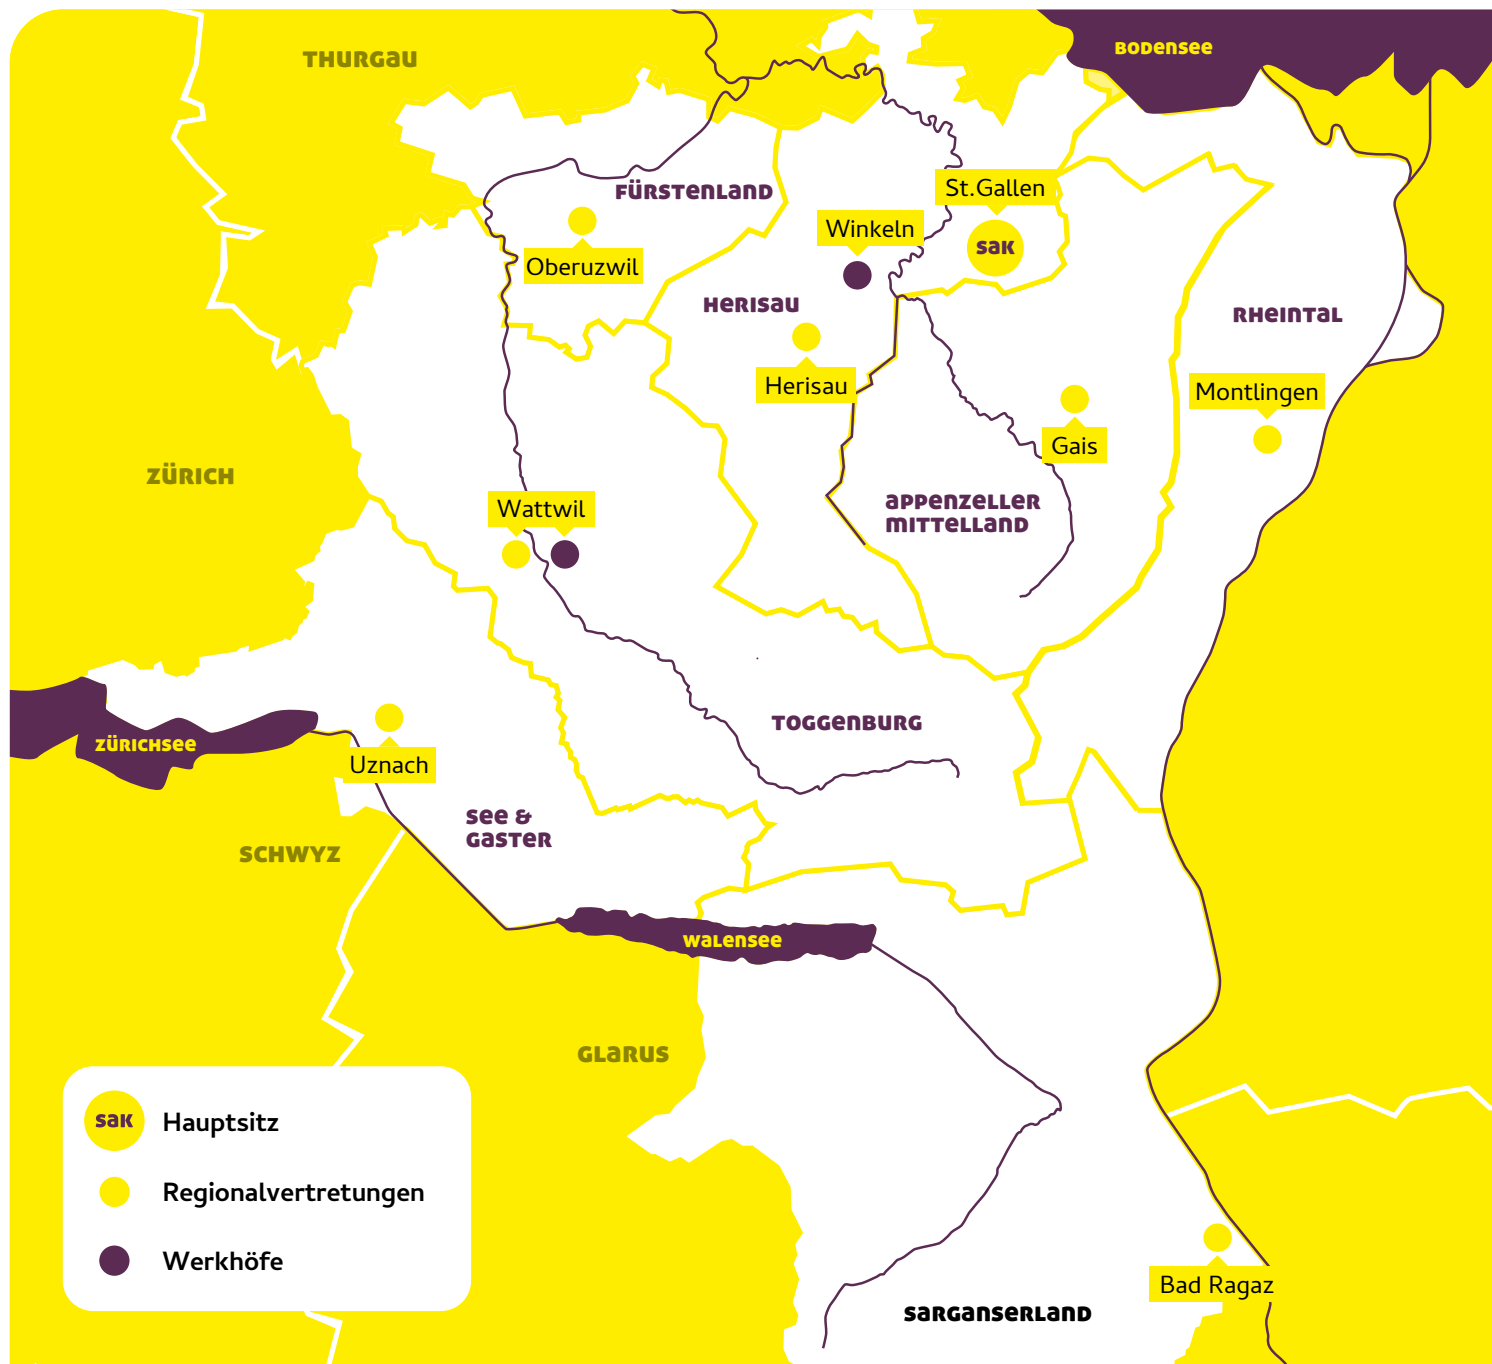 THURGAU
BODENSEE
FÜRSTENLAND
St.Gallen
sak
Winkeln
Oberuzwil
HERISAU
RHEINTAL
Herisau
Montlingen
Gais
ZÜRICH
APPENZELLER
MITTELLAND
Wattwil
TOGGENBURG
ZÜRICHSEE
Uznach
SEE &
GASTER
SCHWYZ
WALENSEE
GLARUS
sak Hauptsitz
Regionalvertretungen
Werkhöfe
Bad Ragaz
SARGANSERLAND